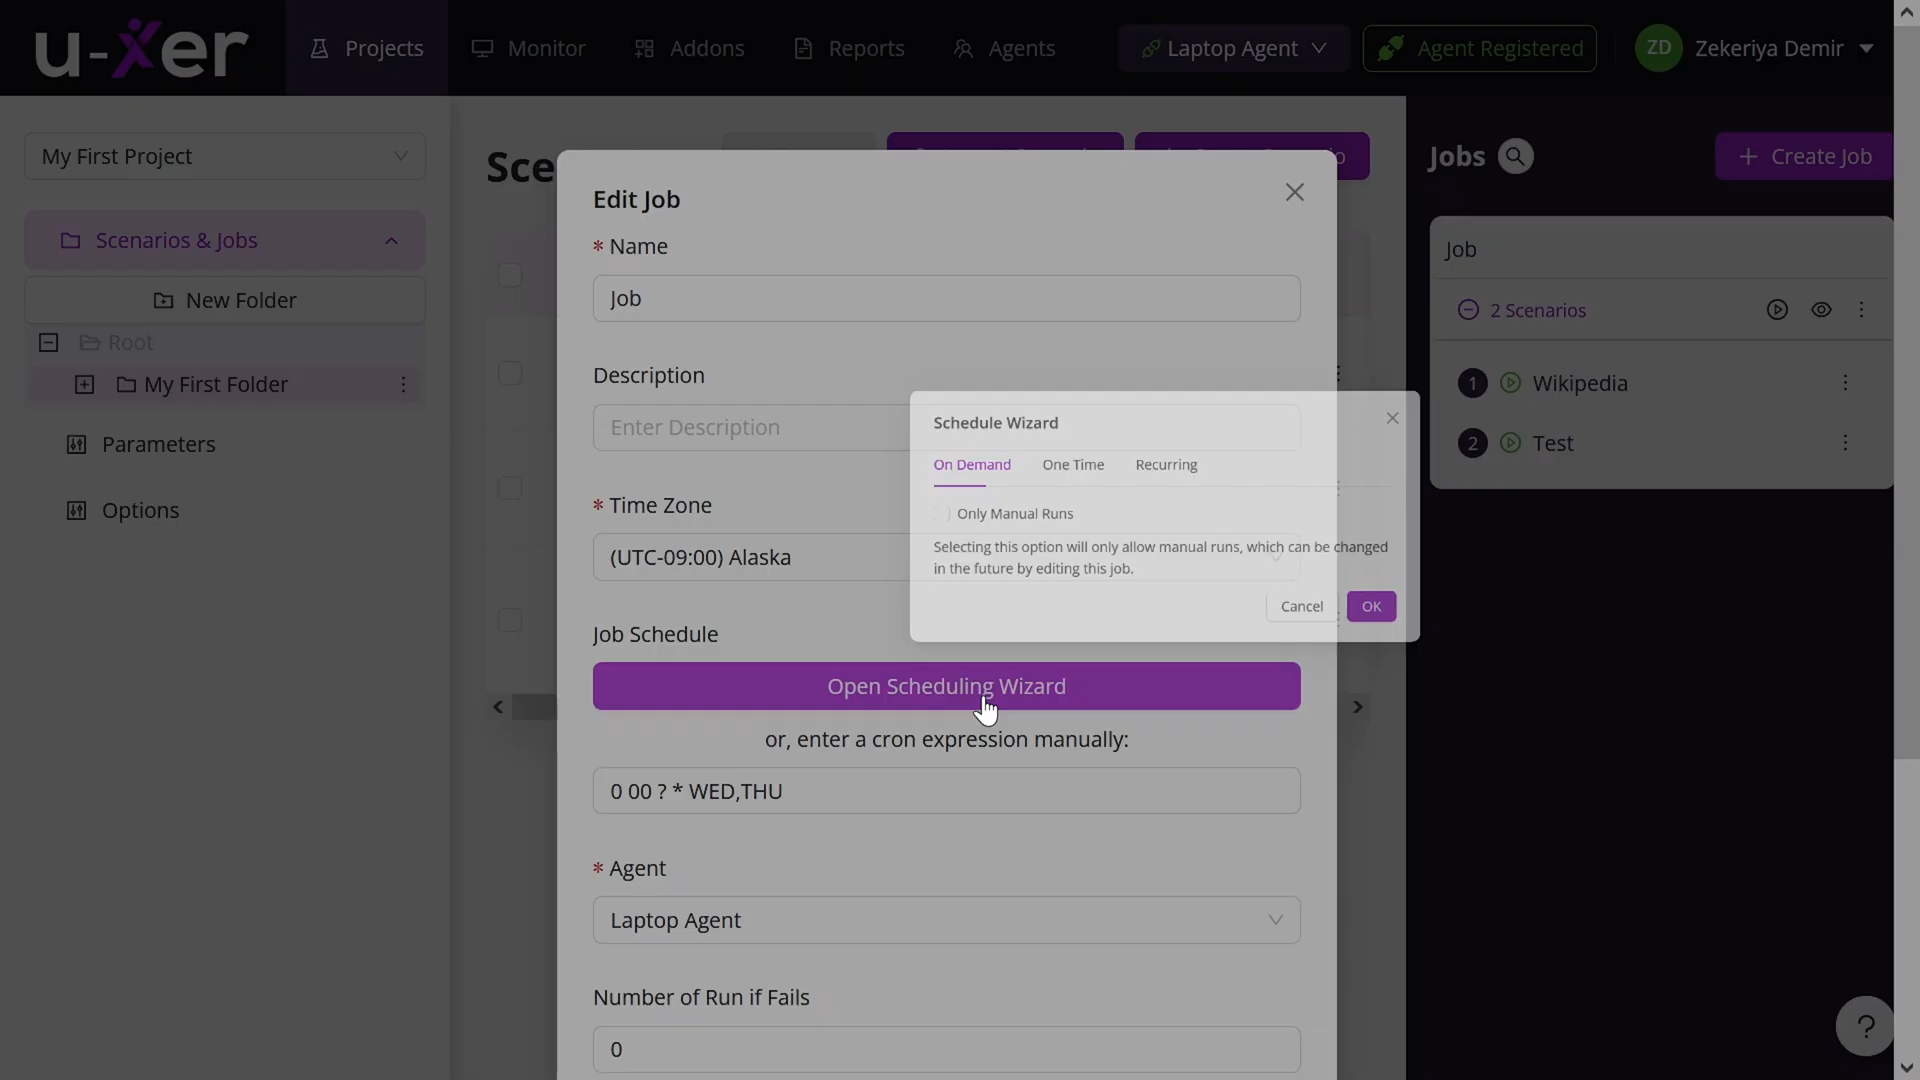 u-xer
Projects
Monitor
Addons
Reports
Agents
Laptop Agent
Agent Registered
ZD
Zekeriya Demir
My First Project
Scenarios & Jobs
New Folder
Root
My First Folder
Parameters
Options
Sce
Edit Job
* Name
Job
Description
Enter Description
* Time Zone
(UTC-09:00) Alaska
Job Schedule
Open Scheduling Wizard
or, enter a cron expression manually:
0 00 ? * WED,THU
* Agent
Laptop Agent
Number of Run if Fails
0
Schedule Wizard
On Demand
One Time
Recurring
Only Manual Runs
Selecting this option will only allow manual runs, which can be changed
in the future by editing this job.
Cancel
OK
Jobs
+ Create Job
Job
2 Scenarios
1 Wikipedia
2 Test
?